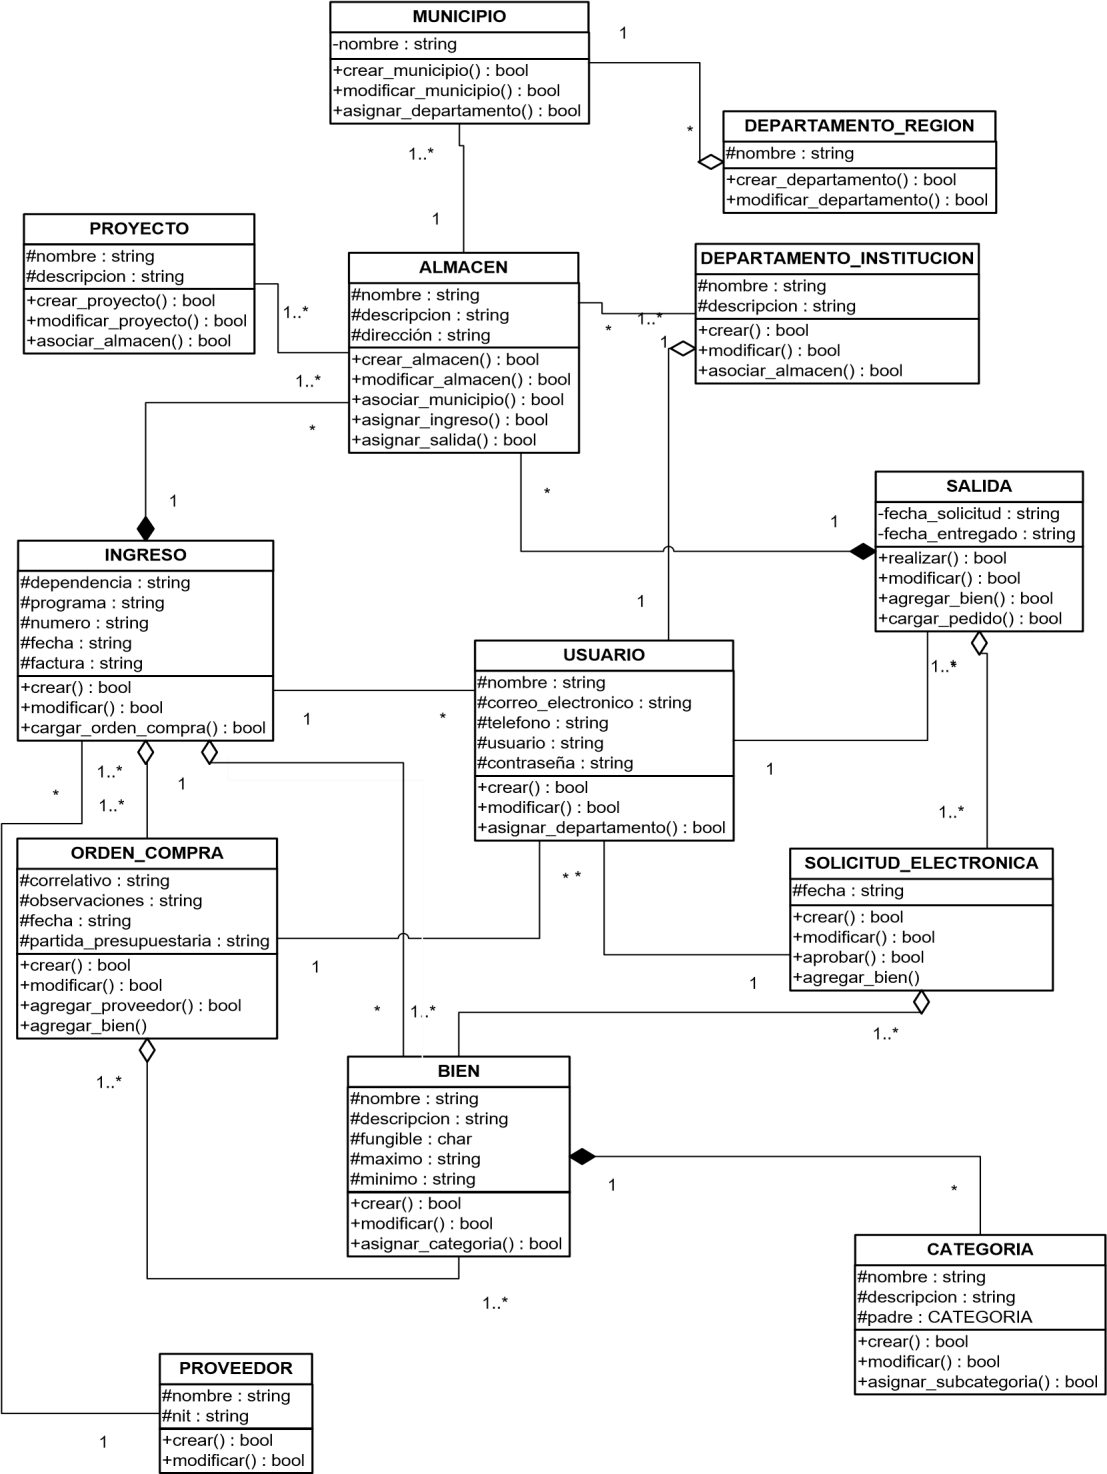 MUNICIPIO
-nombre : string
+crear_municipio() : bool
+modificar_municipio() : bool
+asignar_departamento() : bool
1
*
DEPARTAMENTO_REGION
#nombre : string
+crear_departamento() : bool
+modificar_departamento() : bool
1..*
1
PROYECTO
#nombre : string
#descripcion : string
+crear_proyecto() : bool
+modificar_proyecto() : bool
+asociar_almacen() : bool
1..*
1..*
ALMACEN
#nombre : string
#descripcion : string
#dirección : string
+crear_almacen() : bool
+modificar_almacen() : bool
+asociar_municipio() : bool
+asignar_ingreso() : bool
+asignar_salida() : bool
*
1..*
DEPARTAMENTO_INSTITUCION
#nombre : string
#descripcion : string
+crear() : bool
+modificar() : bool
+asociar_almacen() : bool
1
*
1
*
1
SALIDA
-fecha_solicitud : string
-fecha_entregado : string
+realizar() : bool
+modificar() : bool
+agregar_bien() : bool
+cargar_pedido() : bool
INGRESO
#dependencia : string
#programa : string
#numero : string
#fecha : string
#factura : string
+crear() : bool
+modificar() : bool
+cargar_orden_compra() : bool
1
USUARIO
#nombre : string
#correo_electronico : string
#telefono : string
#usuario : string
#contraseña : string
+crear() : bool
+modificar() : bool
+asignar_departamento() : bool
1
*
1..*
*
1
1..*
1..*
1
*
1..*
ORDEN_COMPRA
#correlativo : string
#observaciones : string
#fecha : string
#partida_presupuestaria : string
+crear() : bool
+modificar() : bool
+agregar_proveedor() : bool
+agregar_bien()
* *
SOLICITUD_ELECTRONICA
#fecha : string
+crear() : bool
+modificar() : bool
+aprobar() : bool
+agregar_bien()
1
1
*
1..*
1..*
1..*
BIEN
#nombre : string
#descripcion : string
#fungible : char
#maximo : string
#minimo : string
+crear() : bool
+modificar() : bool
+asignar_categoria() : bool
1
*
CATEGORIA
#nombre : string
#descripcion : string
#padre : CATEGORIA
+crear() : bool
+modificar() : bool
+asignar_subcategoria() : bool
1..*
PROVEEDOR
#nombre : string
#nit : string
+crear() : bool
+modificar() : bool
1